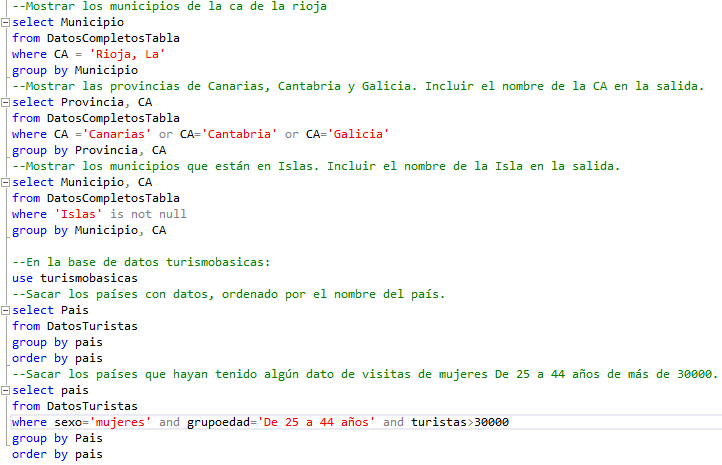 --Mostrar los municipios de la ca de la rioja
select Municipio
from DatosCompletosTabla
where CA = 'Rioja, La'
group by Municipio
--Mostrar las provincias de Canarias, Cantabria y Galicia. Incluir el nombre de la CA en la salida.
select Provincia, CA
from DatosCompletosTabla
where CA ='Canarias' or CA='Cantabria' or CA='Galicia'
group by Provincia, CA
--Mostrar los municipios que están en Islas. Incluir el nombre de la Isla en la salida.
select Municipio, CA
from DatosCompletosTabla
where 'Islas' is not null
group by Municipio, CA
--En la base de datos turismobasicas:
use turismobasicas
--Sacar los países con datos, ordenado por el nombre del país.
select Pais
from DatosTuristas
group by pais
order by pais
--Sacar los países que hayan tenido algún dato de visitas de mujeres De 25 a 44 años de más de 30000.
select pais
from DatosTuristas
where sexo='mujeres' and grupoedad='De 25 a 44 años' and turistas>30000
group by Pais
order by pais